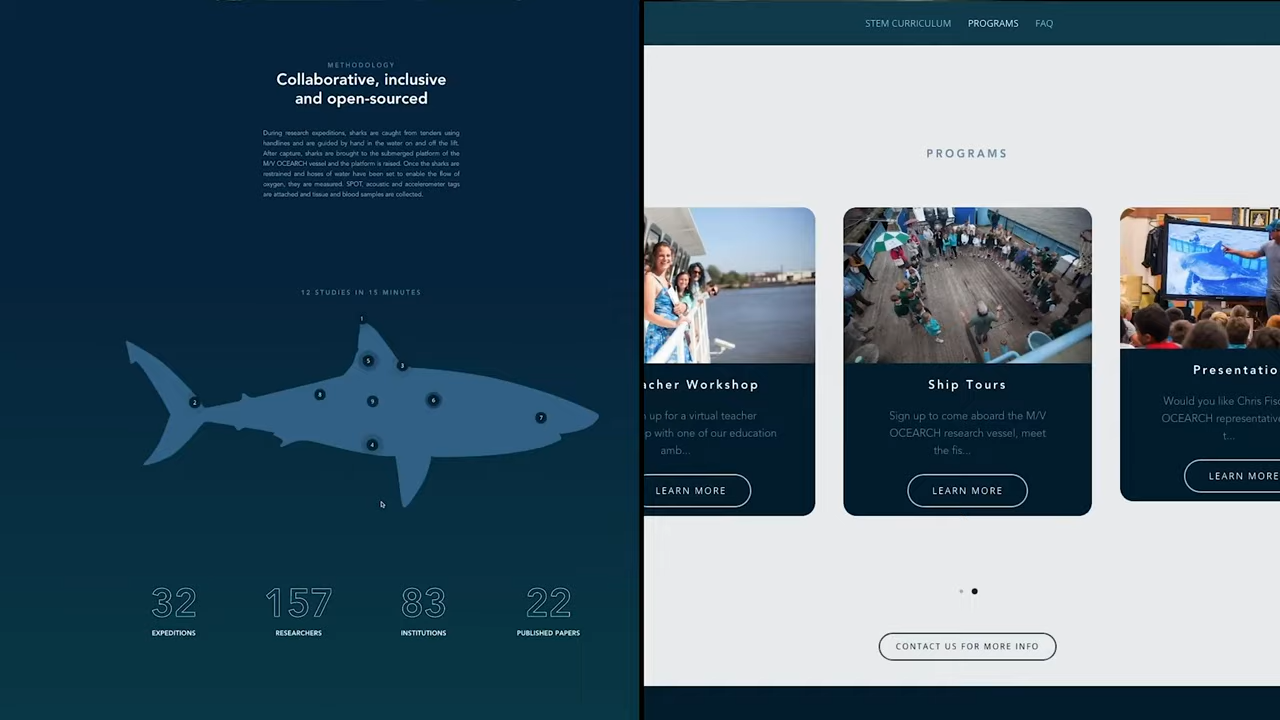 METHODOLOGY
Collaborative, inclusive
and open-sourced
During research expeditions, sharks are caught from tenders using
handlines and are guided by hand in the water on and off the lift.
After capture, sharks are brought to the submerged platform of the
M/V OCEARCH vessel and the platform is raised. Once the sharks are
restrained and hoses of water have been set to enable the flow of
oxygen, they are measured. SPOT, acoustic and accelerometer tags
are attached and tissue and blood samples are collected.
12 STUDIES IN 15 MINUTES
1
5
3
2
8
9
6
7
4
32
EXPEDITIONS
157
RESEARCHERS
83
INSTITUTIONS
22
PUBLISHED PAPERS
STEM CURRICULUM PROGRAMS FAQ
PROGRAMS
acher Workshop
up for a virtual teacher
p with one of our education
amb...
LEARN MORE
Ship Tours
Sign up to come aboard the M/V
OCEARCH research vessel, meet
the fis...
LEARN MORE
Presentatio
Would you like Chris Fisc
OCEARCH representative
t...
LEARN MORE
CONTACT US FOR MORE INFO